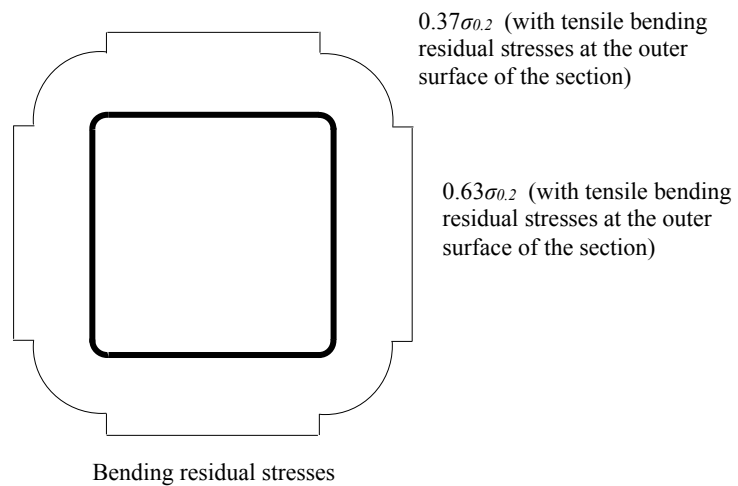 0.37σ0.2 (with tensile bending
residual stresses at the outer
surface of the section)
0.63σ0.2 (with tensile bending
residual stresses at the outer
surface of the section)
Bending residual stresses